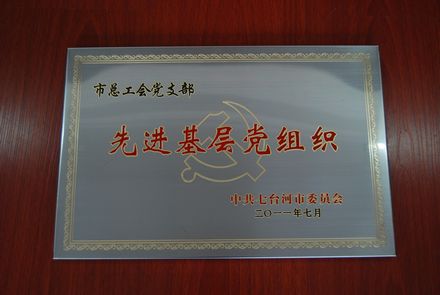 市总工会党支部
先进基层党组织
中共七台河市委员会
二〇一一年七月